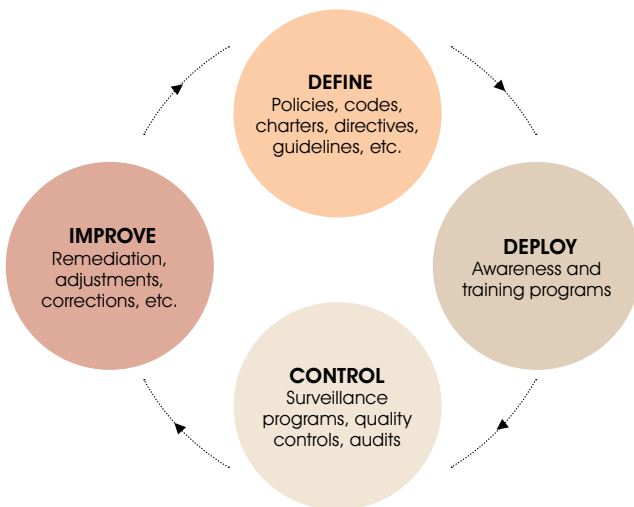 DEFINE
Policies, codes,
charters, directives,
guidelines, etc.
IMPROVE
Remediation,
adjustments,
corrections, etc.
DEPLOY
Awareness and
training programs
CONTROL
Surveillance
programs, quality
controls, audits